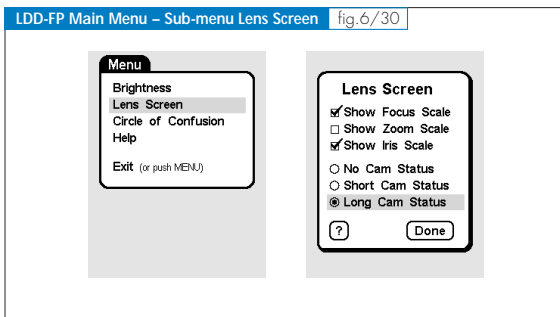 LDD-FP Main Menu – Sub-menu Lens Screen fig.6/30
Menu
Brightness
Lens Screen
Circle of Confusion
Help
Exit (or push MENU)
Lens Screen
Show Focus Scale
Show Zoom Scale
Show Iris Scale
No Cam Status
Short Cam Status
Long Cam Status
? Done